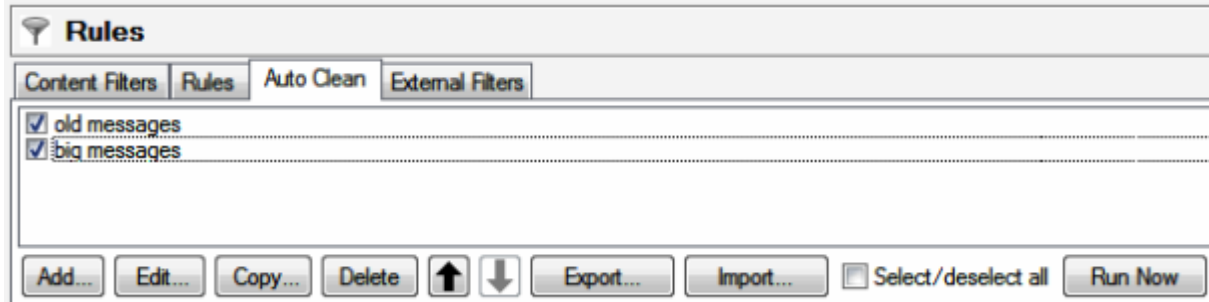 Rules
Content Filters Rules Auto Clean External Filters
old messages
big messages
Add... Edit... Copy... Delete Export... Import... Select/deselect all Run Now